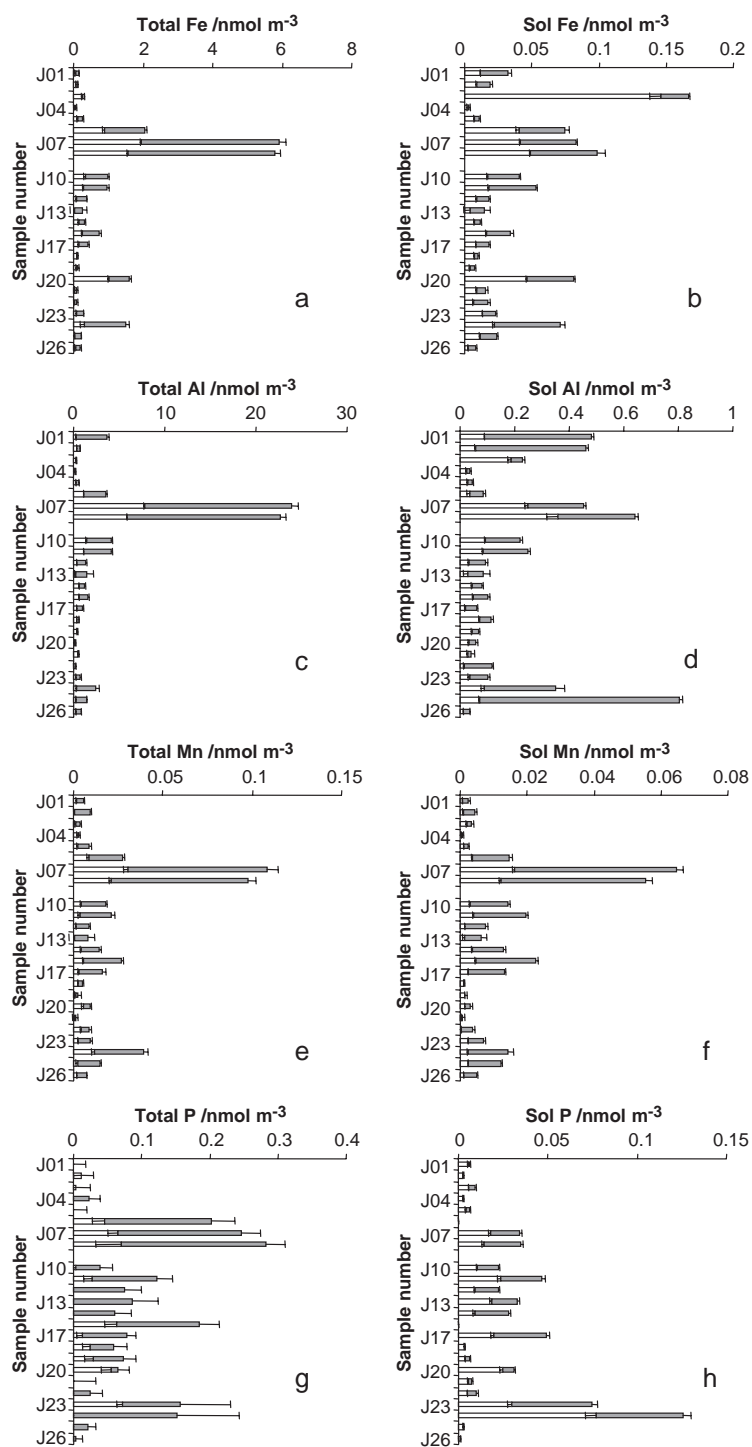 Total Fe /nmol m-3
0 2 4 6 8
Sample number
J01
J04
J07
J10
J13
J17
J20
J23
J26
a
Sol Fe /nmol m-3
0 0.05 0.1 0.15 0.2
Sample number
J01
J04
J07
J10
J13
J17
J20
J23
J26
b
Total Al /nmol m-3
0 10 20 30
Sample number
J01
J04
J07
J10
J13
J17
J20
J23
J26
c
Sol Al /nmol m-3
0 0.2 0.4 0.6 0.8 1
Sample number
J01
J04
J07
J10
J13
J17
J20
J23
J26
d
Total Mn /nmol m-3
0 0.05 0.1 0.15
Sample number
J01
J04
J07
J10
J13
J17
J20
J23
J26
e
Sol Mn /nmol m-3
0 0.02 0.04 0.06 0.08
Sample number
J01
J04
J07
J10
J13
J17
J20
J23
J26
f
Total P /nmol m-3
0 0.1 0.2 0.3 0.4
Sample number
J01
J04
J07
J10
J13
J17
J20
J23
J26
g
Sol P /nmol m-3
0 0.05 0.1 0.15
Sample number
J01
J04
J07
J10
J13
J17
J20
J23
J26
h